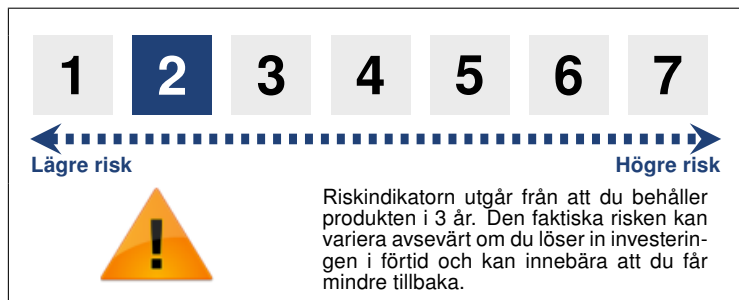 1 2 3 4 5 6 7
Lägre risk Högre risk
Riskindikatorn utgår från att du behåller
produkten i 3 år. Den faktiska risken kan
variera avsevärt om du löser in investerin-
gen i förtid och kan innebära att du får
mindre tillbaka.